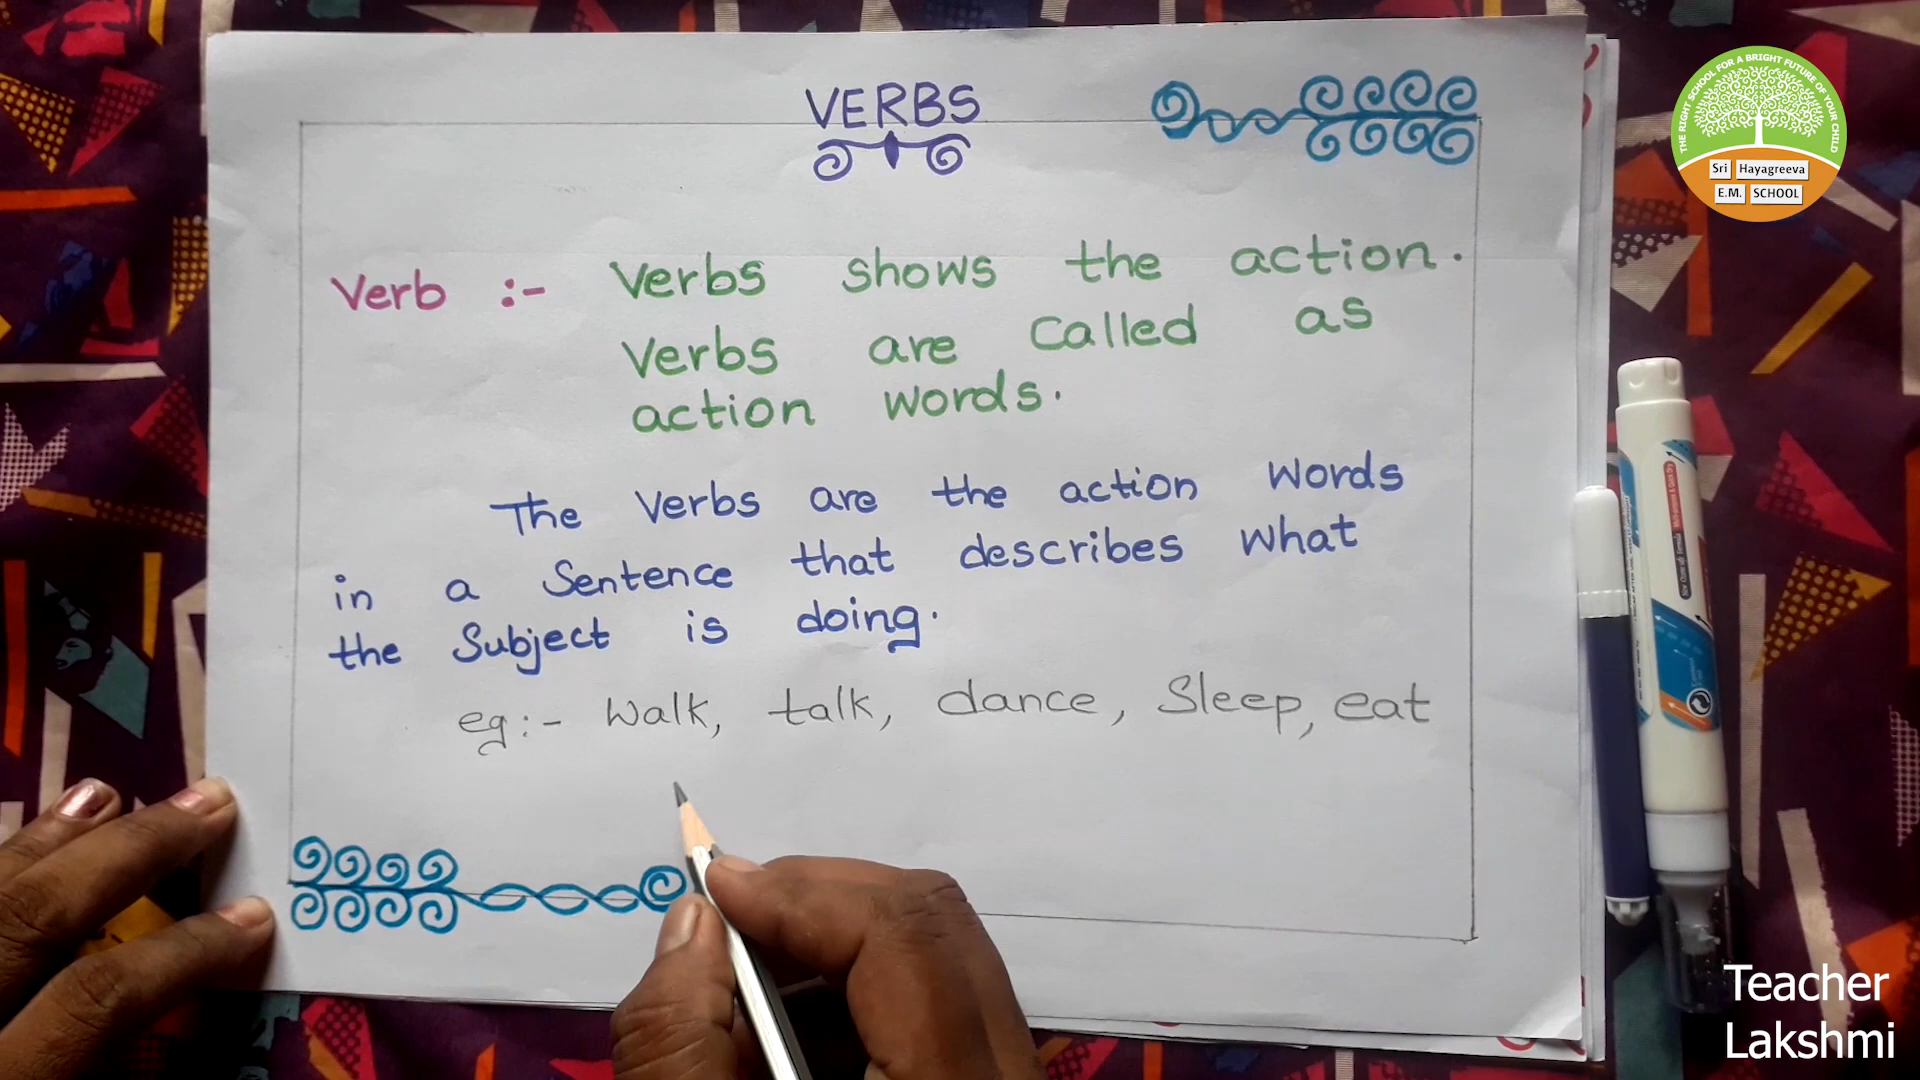 VERBS
Verb :- Verbs shows the action.
Verbs are called as
action words.
The Verbs are the action words
in a Sentence that describes what
the Subject is doing.
eg:- Walk, talk, dance, Sleep, eat
THE RIGHT SCHOOL FOR A BRIGHT FUTURE OF YOUR CHILD
Sri Hayagreeva
E.M. SCHOOL
Teacher
Lakshmi